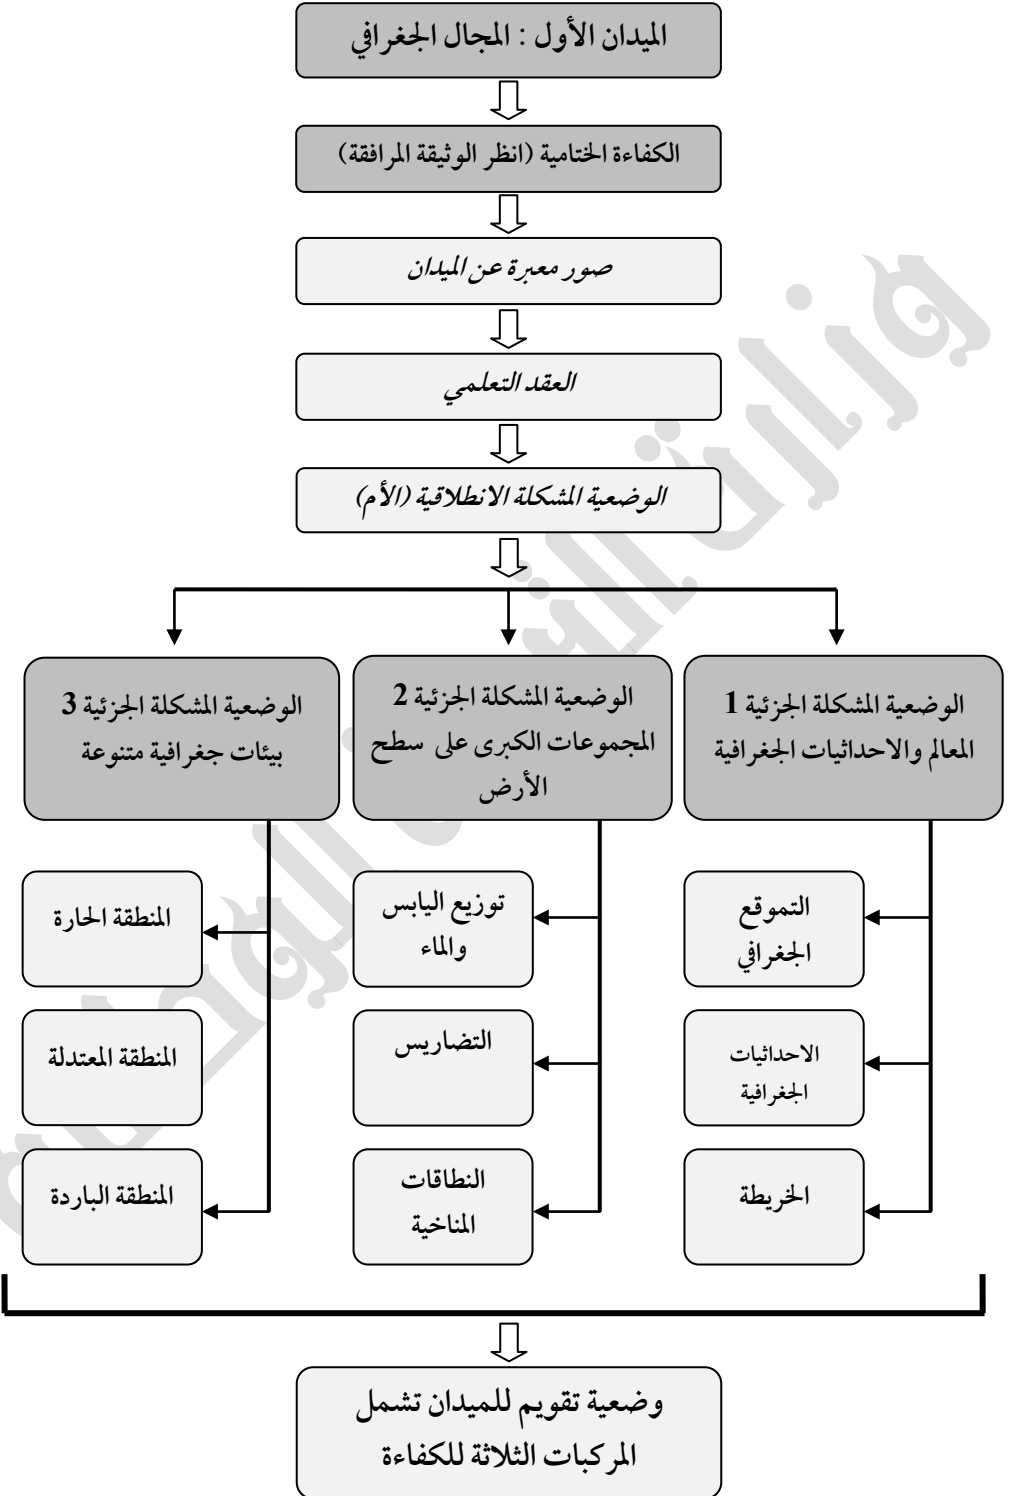 الميدان الأول : المجال الجغرافي
الكفاءة الختامية (انظر الوثيقة المرافقة)
صور معبرة عن الميدان
العقد التعلمي
الوضعية المشكلة الانطلاقية (الأم)
الوضعية المشكلة الجزئية 1
المعالم والاحداثيات الجغرافية
الوضعية المشكلة الجزئية 2
المجموعات الكبرى على سطح
الأرض
الوضعية المشكلة الجزئية 3
بيئات جغرافية متنوعة
التموقع
الجغرافي
الاحداثيات
الجغرافية
الخريطة
توزيع اليابس
والماء
التضاريس
النطاقات
المناخية
المنطقة الحارة
المنطقة المعتدلة
المنطقة الباردة
وضعية تقويم للميدان تشمل
المركبات الثلاثة للكفاءة
وزارة